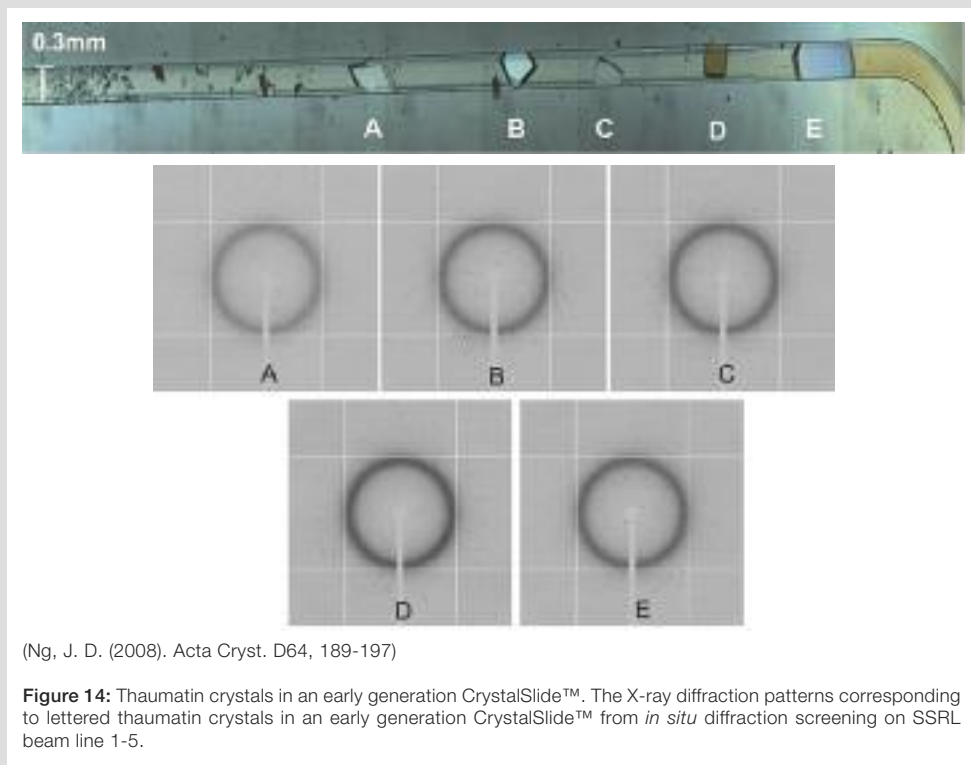 0.3mm
A B C D E
A B C
D E
(Ng, J. D. (2008). Acta Cryst. D64, 189-197)
Figure 14: Thaumatin crystals in an early generation CrystalSlide™. The X-ray diffraction patterns corresponding
to lettered thaumatin crystals in an early generation CrystalSlide™ from in situ diffraction screening on SSRL
beam line 1-5.